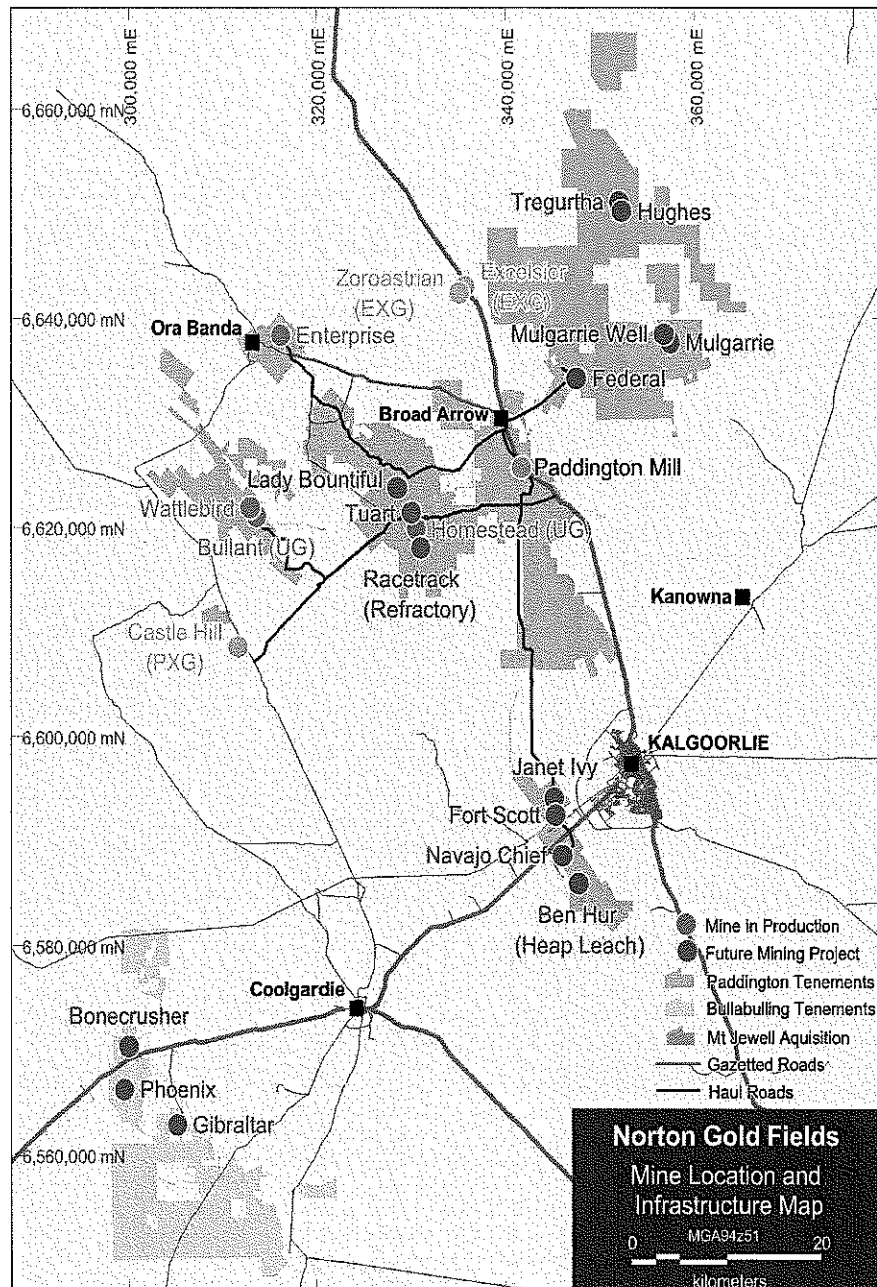 300,000 mE
320,000 mE
340,000 mE
360,000 mE
6,660,000 mN
Tregurtha
Hughes
Zoroastrian
(EXG)
Excelsior
(EXG)
6,640,000 mN
Ora Banda
Enterprise
Mulgarrie Well
Mulgarrie
Federal
Broad Arrow
Paddington Mill
Lady Bountiful
Wattlebird
Tuart
Homestead (UG)
6,620,000 mN
Bullant (UG)
Racetrack
(Refractory)
Kanowna
Castle Hill
(PXG)
6,600,000 mN
KALGOORLIE
Janet Ivy
Fort Scott
Navajo Chief
Ben Hur
(Heap Leach)
6,580,000 mN
Mine in Production
Future Mining Project
Paddington Tenements
Bullabulling Tenements
Mt Jewell Aquisition
Gazetted Roads
Haul Roads
Coolgardie
Bonecrusher
Phoenix
Gibraltar
6,560,000 mN
Norton Gold Fields
Mine Location and
Infrastructure Map
MGA94z51
0 20
kilometers